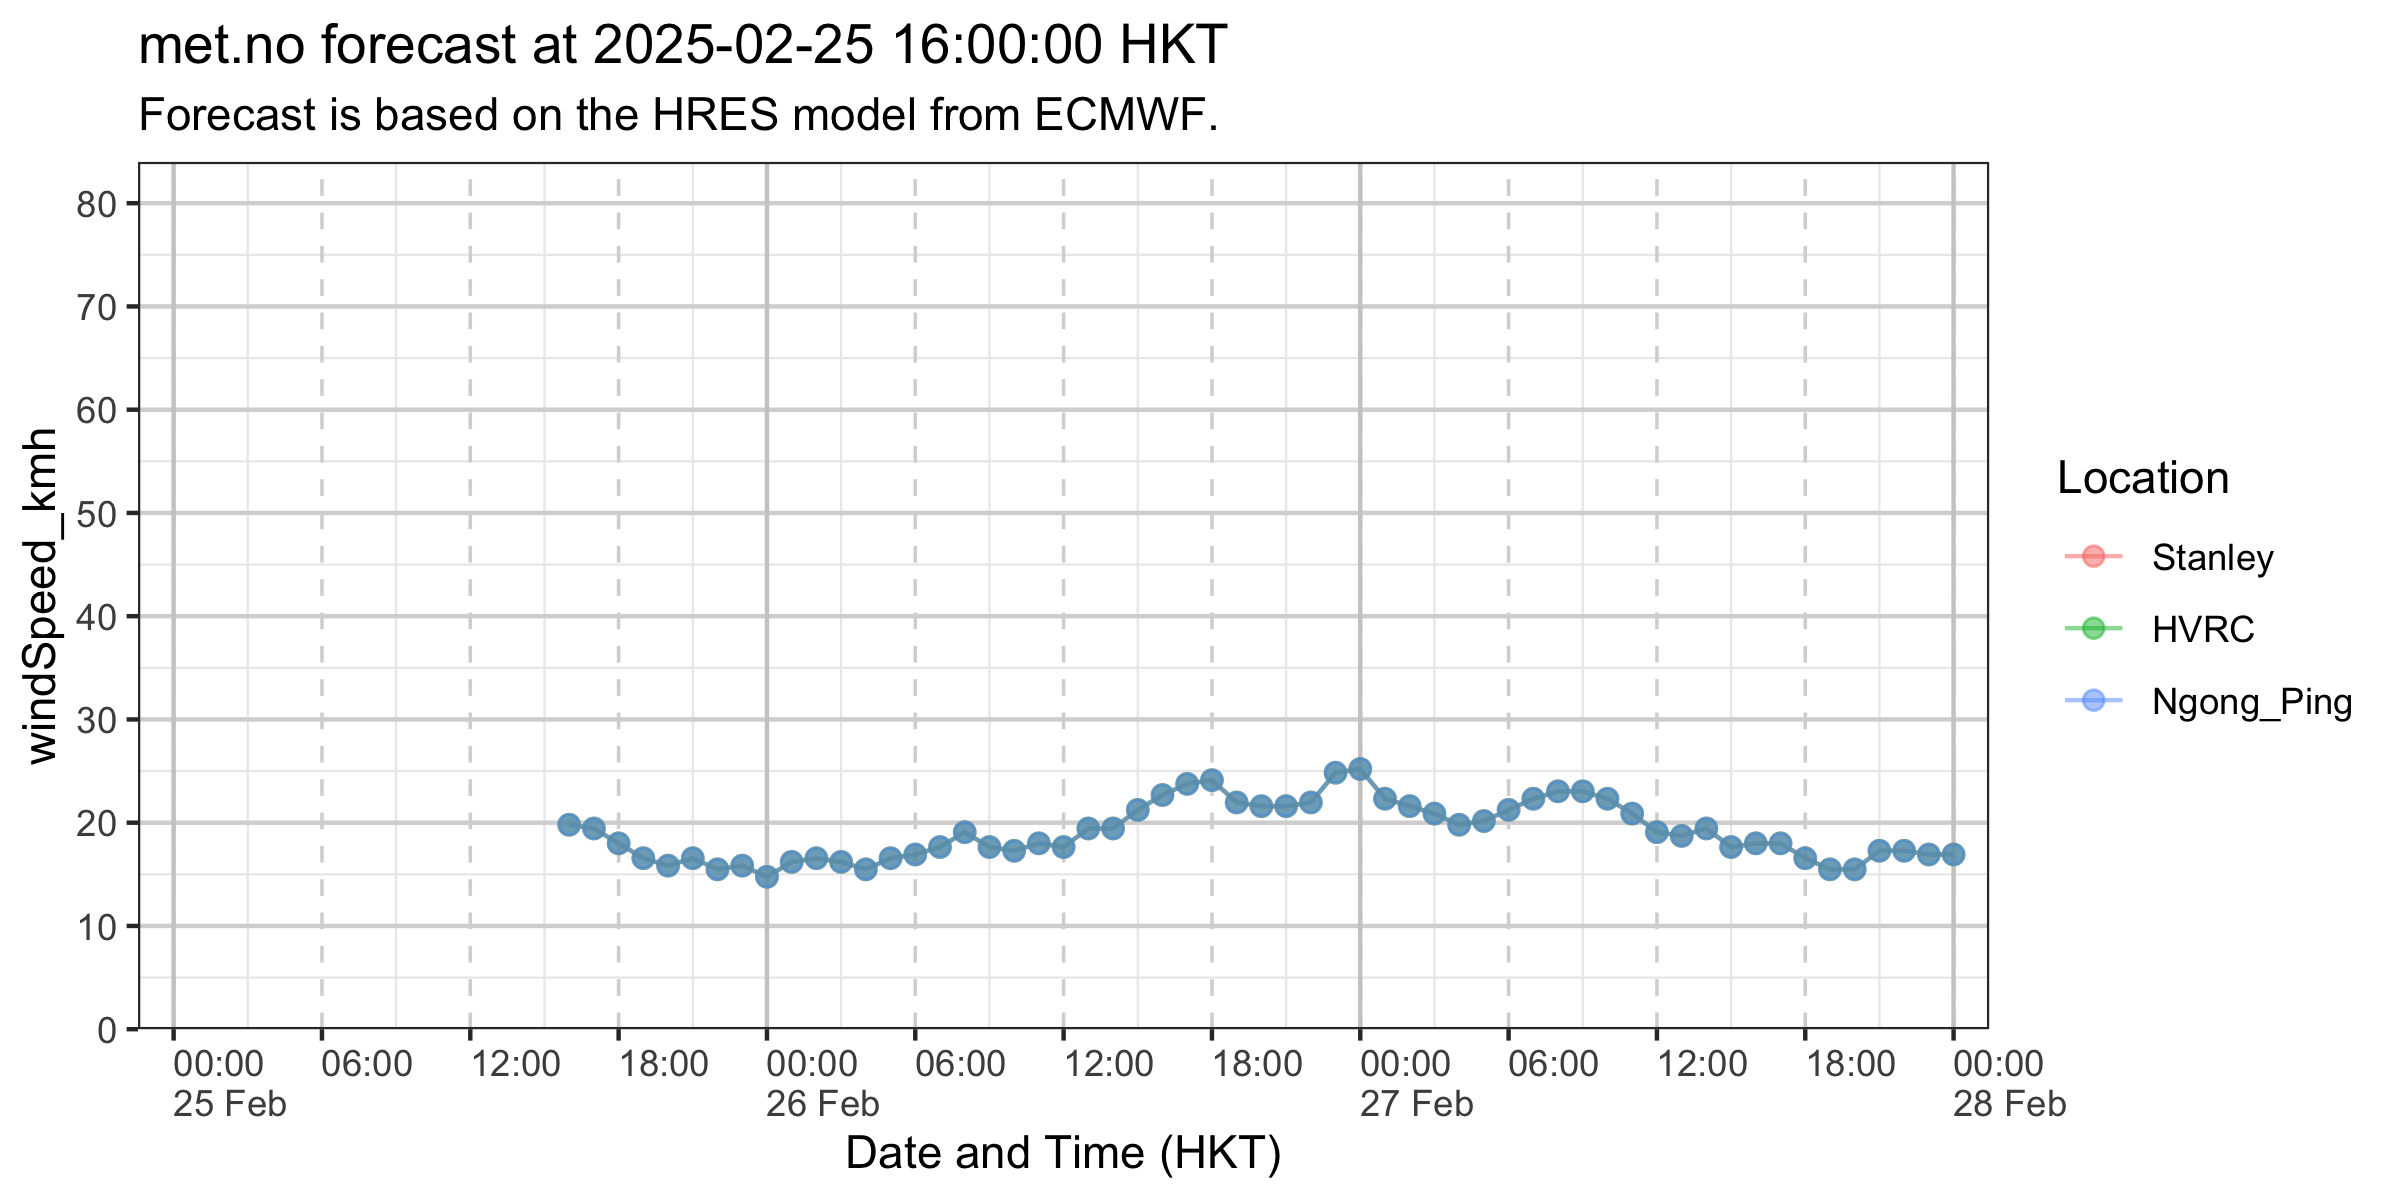 met.no forecast at 2025-02-25 16:00:00 HKT
Forecast is based on the HRES model from ECMWF.
windSpeed_kmh
80
70
60
50
40
30
20
10
0
00:00 06:00 12:00 18:00 00:00 06:00 12:00 18:00 00:00 06:00 12:00 18:00 00:00
25 Feb 26 Feb 27 Feb 28 Feb
Date and Time (HKT)
Location
Stanley
HVRC
Ngong_Ping